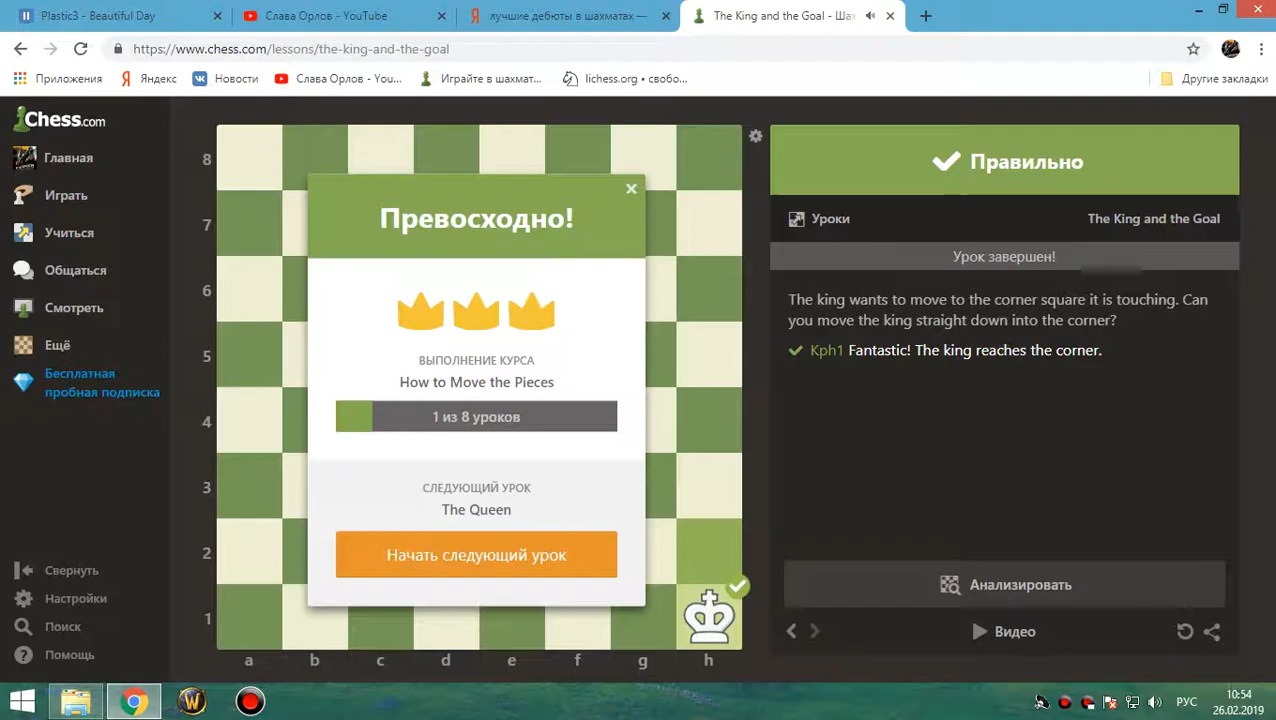 Plastic3 - Beautiful Day
Слава Орлов - YouTube
лучшие дебюты в шахматах —
The King and the Goal - Шах
https://www.chess.com/lessons/the-king-and-the-goal
Приложения
Яндекс
Новости
Слава Орлов - You...
Играйте в шахмат...
lichess.org • свобо...
Другие закладки
Chess.com
Главная
Играть
Учиться
Общаться
Смотреть
Ещё
Бесплатная
пробная подписка
Свернуть
Настройки
Поиск
Помощь
8
7
6
5
4
3
2
1
a b c d e f g h
Превосходно!
ВЫПОЛНЕНИЕ КУРСА
How to Move the Pieces
1 из 8 уроков
СЛЕДУЮЩИЙ УРОК
The Queen
Начать следующий урок
Правильно
Уроки
The King and the Goal
Урок завершен!
The king wants to move to the corner square it is touching. Can
you move the king straight down into the corner?
Крh1 Fantastic! The king reaches the corner.
Анализировать
Видео
РУС
10:54
26.02.2019